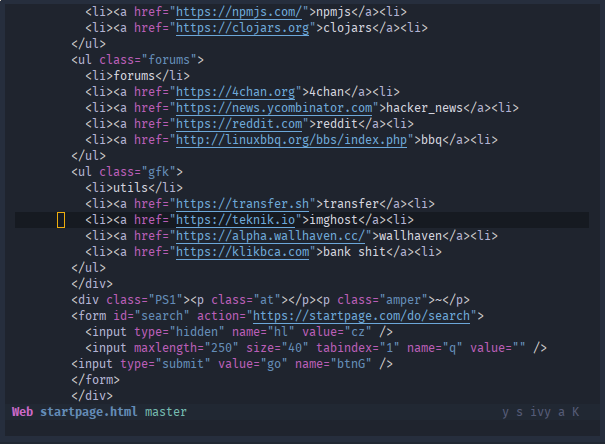 <li><a href="https://npmjs.com/">npmjs</a><li>
<li><a href="https://clojars.org">clojars</a><li>
</ul>
<ul class="forums">
<li>forums</li>
<li><a href="https://4chan.org">4chan</a><li>
<li><a href="https://news.ycombinator.com">hacker_news</a><li>
<li><a href="https://reddit.com">reddit</a><li>
<li><a href="http://linuxbbq.org/bbs/index.php">bbq</a><li>
</ul>
<ul class="gfk">
<li>utils</li>
<li><a href="https://transfer.sh">transfer</a><li>
<li><a href="https://teknik.io">imghost</a><li>
<li><a href="https://alpha.wallhaven.cc/">wallhaven</a><li>
<li><a href="https://klikbca.com">bank shit</a><li>
</ul>
</div>
<div class="PS1"><p class="at"></p><p class="amper">~</p>
<form id="search" action="https://startpage.com/do/search">
<input type="hidden" name="hl" value="cz" />
<input maxlength="250" size="40" tabindex="1" name="q" value="" />
<input type="submit" value="go" name="btnG" />
</form>
</div>
Web startpage.html master y s ivy a K